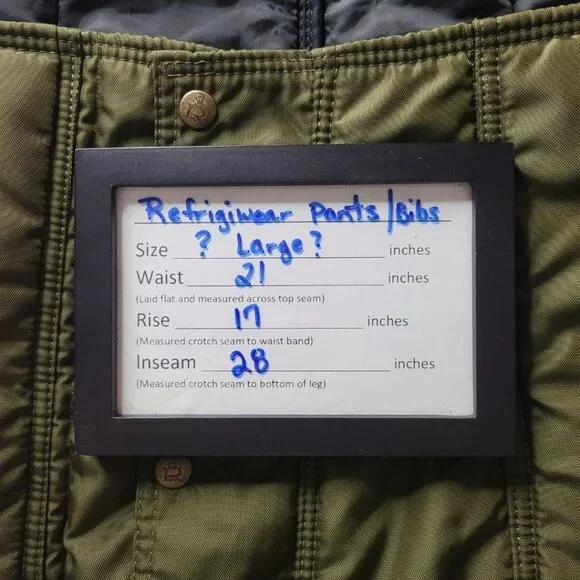 Refrigiwear Pants/Bibs
Size ? Large? inches
Waist 21 inches
(Laid flat and measured across top seam)
Rise 17 inches
(Measured crotch seam to waist band)
Inseam 28 inches
(Measured crotch seam to bottom of leg)